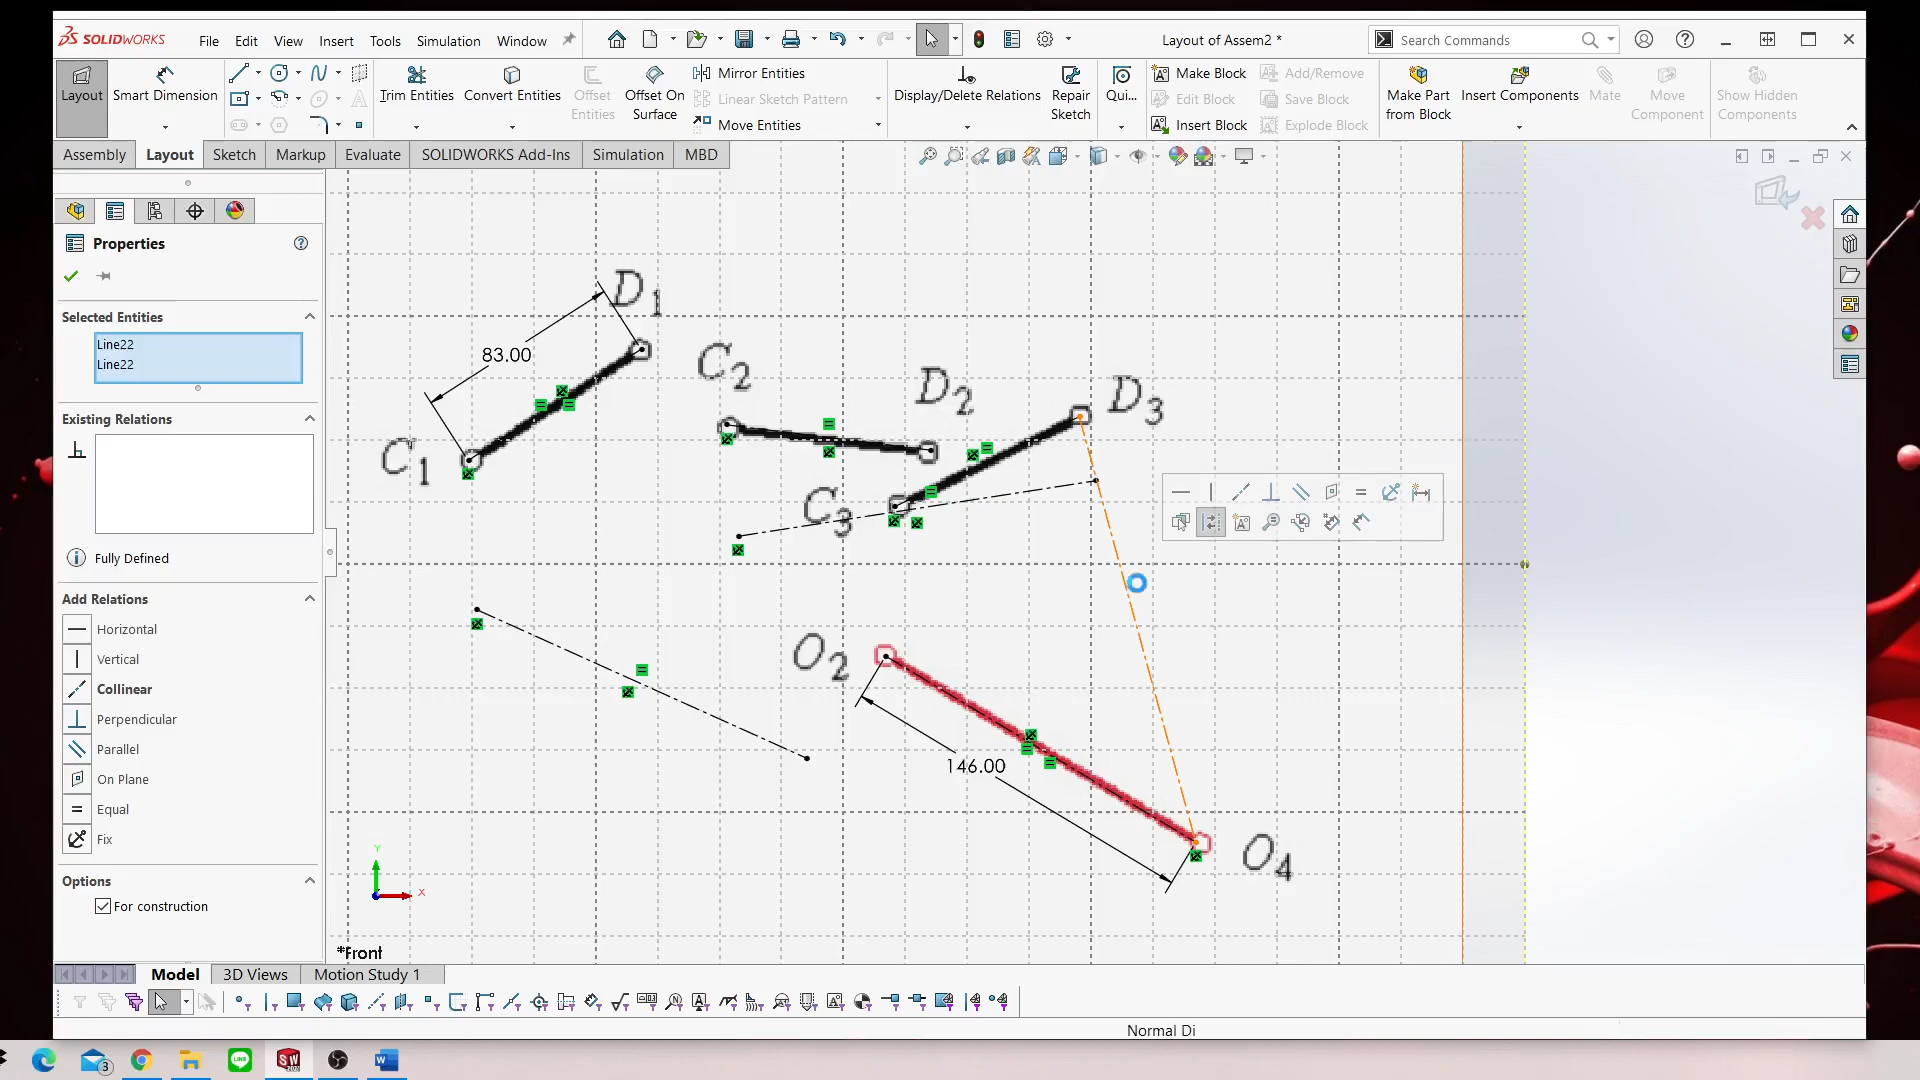 SOLIDWORKS File Edit View Insert Tools Simulation Window Layout of Assem2 * Search Commands
Layout Smart Dimension Trim Entities Convert Entities Offset Entities Offset On Surface Mirror Entities Linear Sketch Pattern Move Entities Display/Delete Relations Repair Sketch Qui... Make Block Edit Block Insert Block Add/Remove Save Block Explode Block Make Part from Block Insert Components Mate Move Component Show Hidden Components
Assembly Layout Sketch Markup Evaluate SOLIDWORKS Add-Ins Simulation MBD
Properties
Selected Entities
Line22
Line22
Existing Relations
Fully Defined
Add Relations
Horizontal
Vertical
Collinear
Perpendicular
Parallel
On Plane
Equal
Fix
Options
For construction
D1
83.00
C1
C2
D2
D3
C3
O2
146.00
O4
Y
X
*Front
Model 3D Views Motion Study 1
Normal Di
3